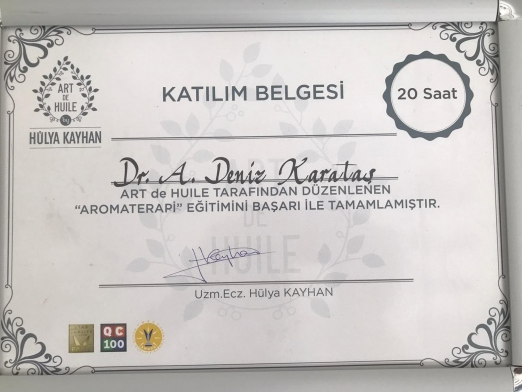 ART
DE
HUILE
by
HÜLYA KAYHAN
KATILIM BELGESİ
20 Saat
Dr. A. Deniz Karataş
ART de HUILE TARAFINDAN DÜZENLENEN
“AROMATERAPİ” EĞİTİMİNİ BAŞARI İLE TAMAMLAMIŞTIR.
Uzm.Ecz. Hülya KAYHAN
QC
100